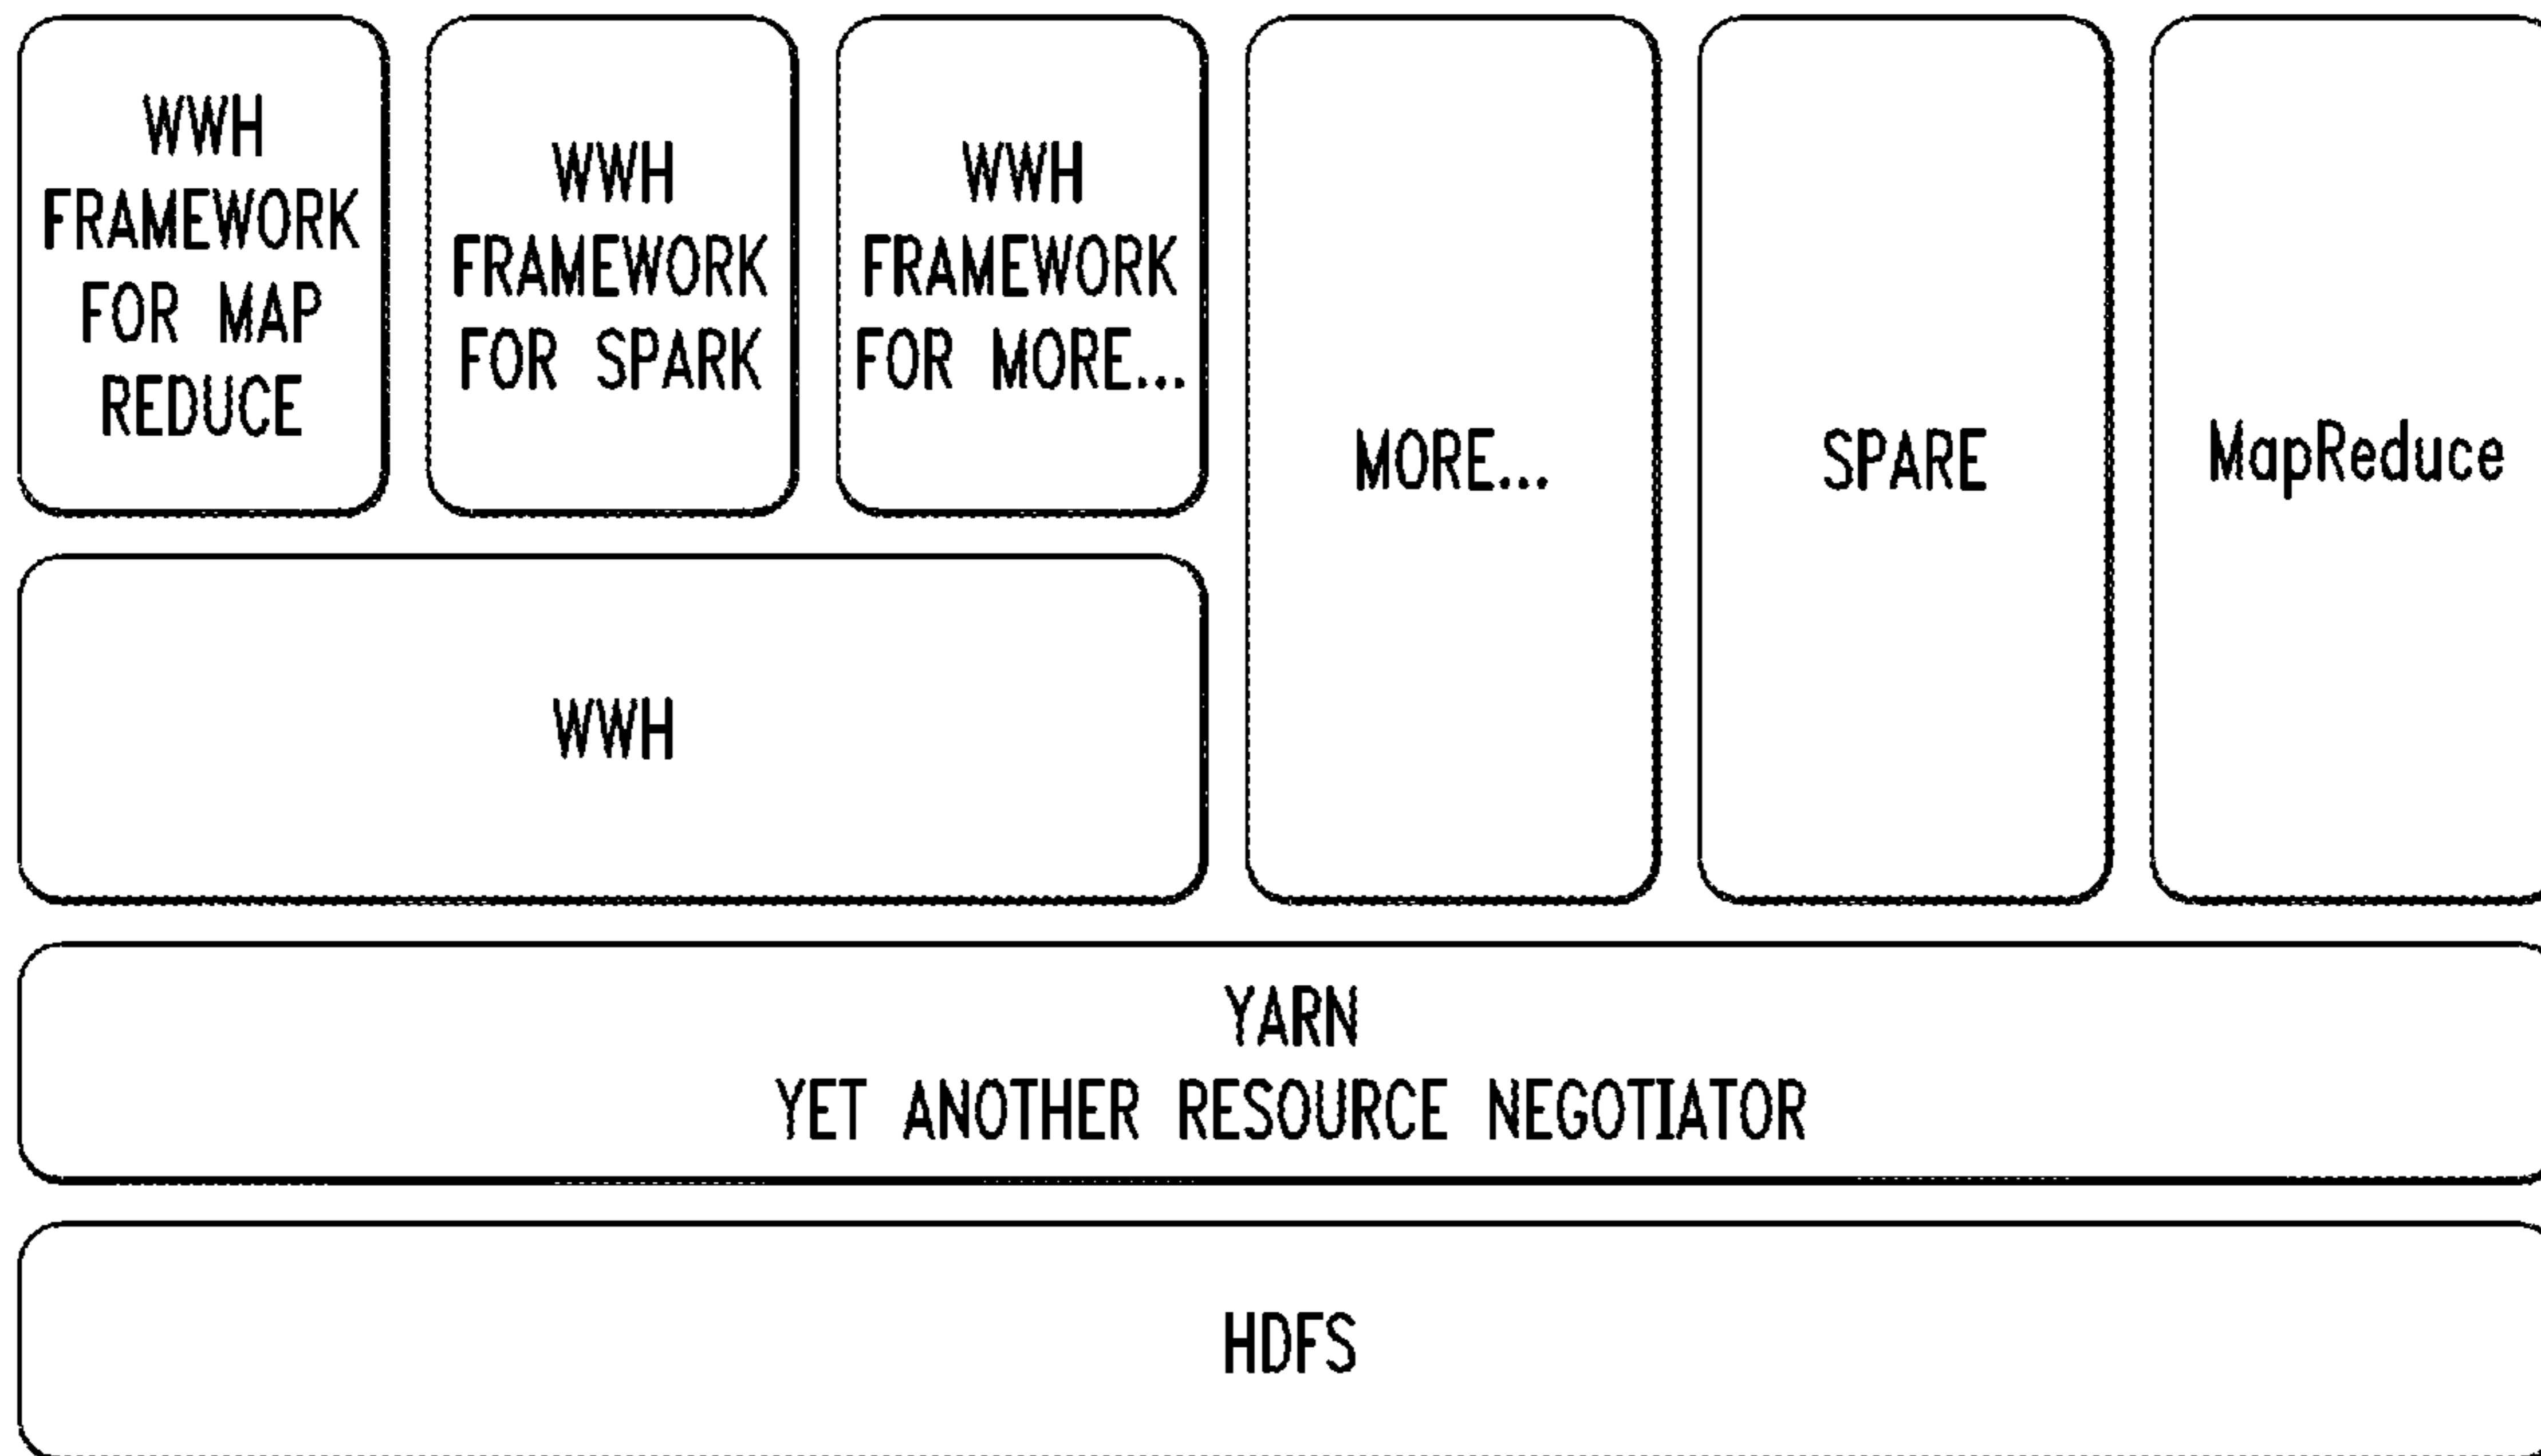 WWH
FRAMEWORK
FOR MAP
REDUCE
WWH
FRAMEWORK
FOR SPARK
WWH
FRAMEWORK
FOR MORE...
MORE...
SPARE
MapReduce
WWH
YARN
YET ANOTHER RESOURCE NEGOTIATOR
HDFS